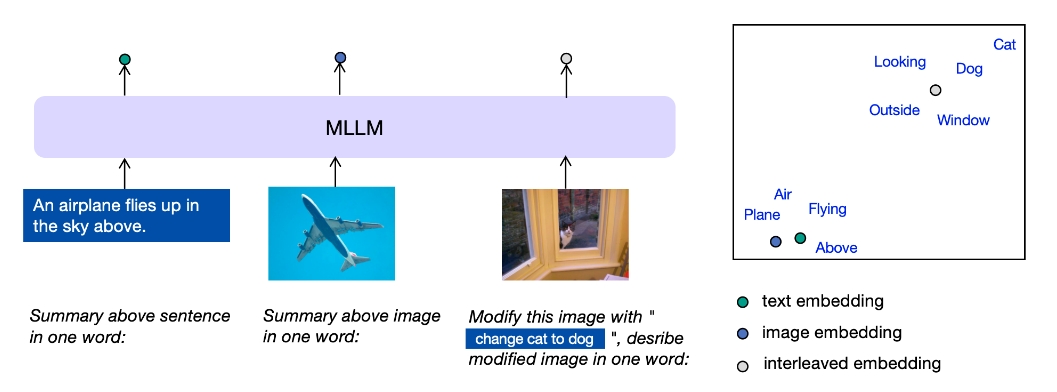 MLLM
An airplane flies up in
the sky above.
Summary above sentence
in one word:
Summary above image
in one word:
Modify this image with "
change cat to dog ", desribe
modified image in one word:
Cat
Looking
Dog
Outside
Window
Air
Plane
Flying
Above
text embedding
image embedding
interleaved embedding